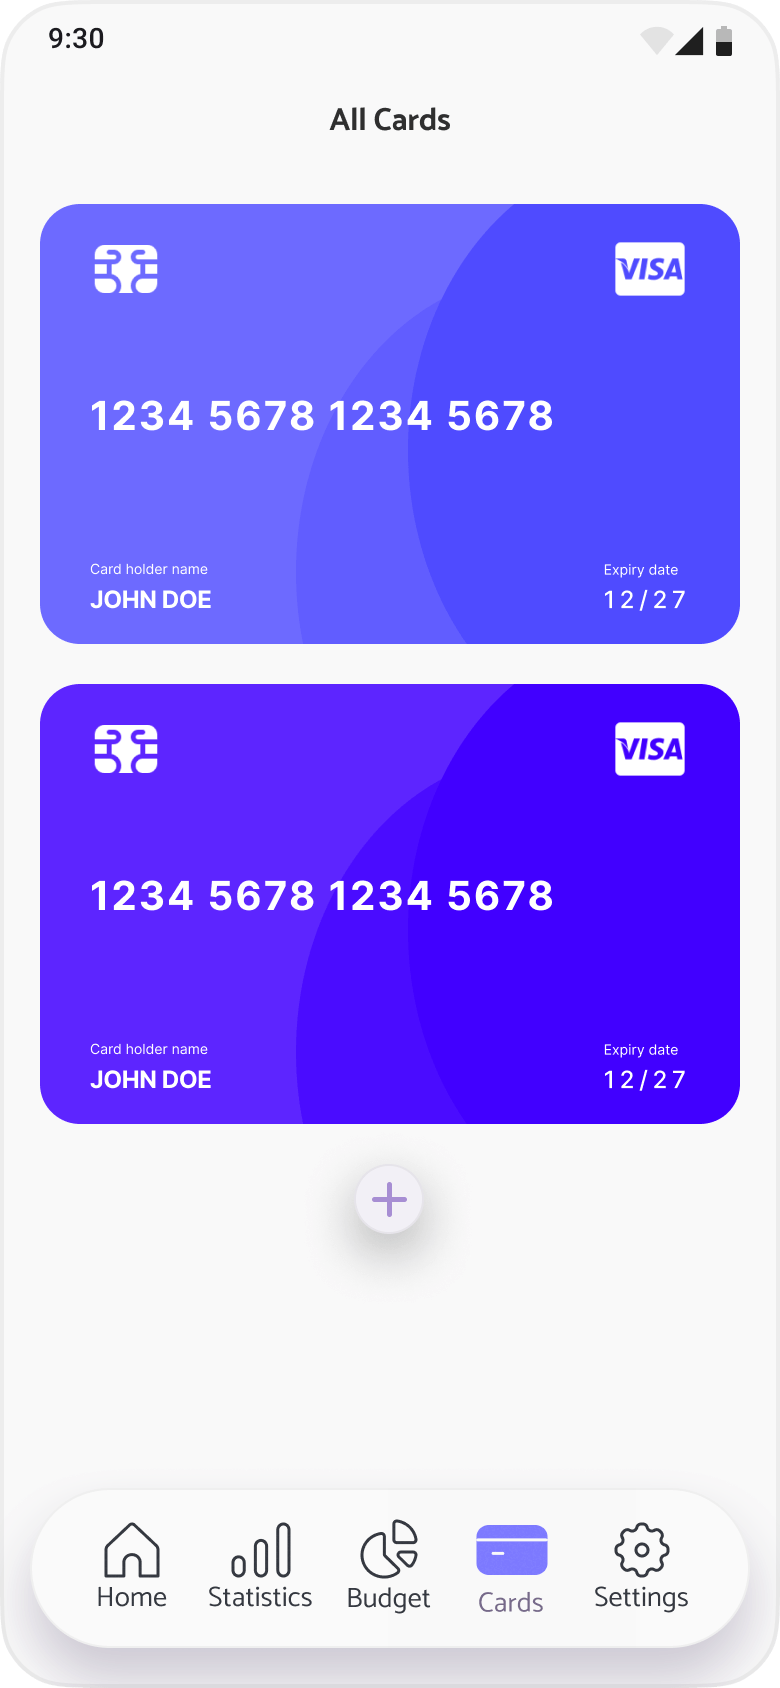 9:30
All Cards
VISA
1234 5678 1234 5678
Card holder name
Expiry date
JOHN DOE
12/27
VISA
1234 5678 1234 5678
Card holder name
Expiry date
JOHN DOE
12/27
Home
Statistics
Budget
Cards
Settings